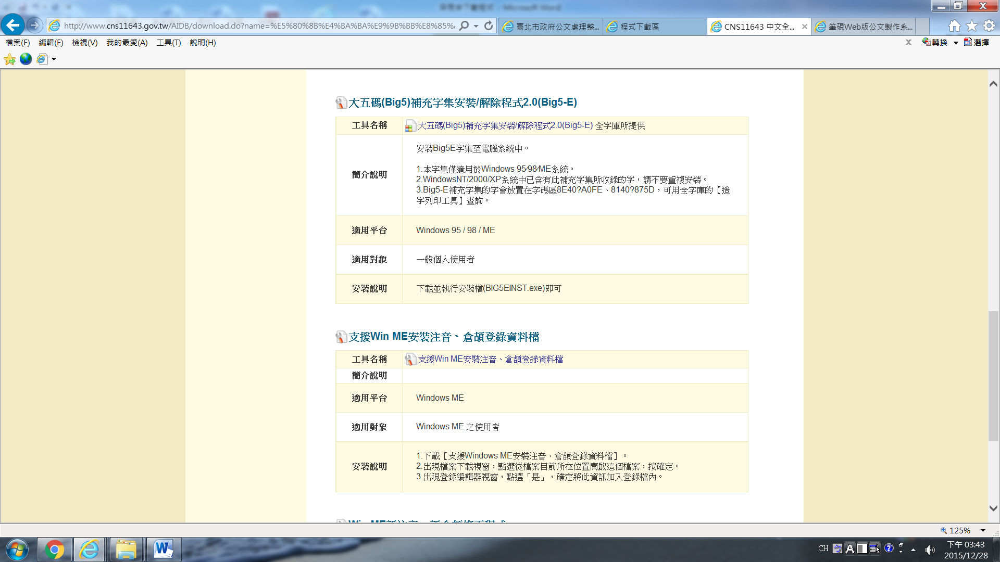 http://www.cns11643.gov.tw/AIDB/download.do?name=%E5%80%8B%E4%BA%BA%E9%9B%BB%E8%85%
臺北市政府公文處理整...
程式下載區
CNS11643 中文全...
筆硯Web版公文製作系...
檔案(F) 編輯(E) 檢視(V) 我的最愛(A) 工具(T) 說明(H)
轉換 選擇
大五碼(Big5)補充字集安裝/解除程式2.0(Big5-E)
工具名稱 大五碼(Big5)補充字集安裝/解除程式2.0(Big5-E) 全字庫所提供
簡介說明
安裝Big5E字集至電腦系統中。
1.本字集僅適用於Windows 95∕98∕ME系統。
2.WindowsNT/2000/XP系統中已含有此補充字集所收錄的字，請不要重複安裝。
3.Big5-E補充字集的字會放置在字碼區8E40?A0FE、8140?875D，可用全字庫的【造
字列印工具】查詢。
適用平台 Windows 95 / 98 / ME
適用對象 一般個人使用者
安裝說明 下載並執行安裝檔(BIG5EINST.exe)即可
支援Win ME安裝注音、倉頡登錄資料檔
工具名稱 支援Win ME安裝注音、倉頡登錄資料檔
簡介說明
適用平台 Windows ME
適用對象 Windows ME 之使用者
安裝說明
1.下載【支援Windows ME安裝注音、倉頡登錄資料檔】。
2.出現檔案下載視窗，點選從檔案目前所在位置開啟這個檔案，按確定。
3.出現登錄編輯器視窗，點選「是」，確定將此資訊加入登錄檔內。
125%
CH
下午 03:43
2015/12/28